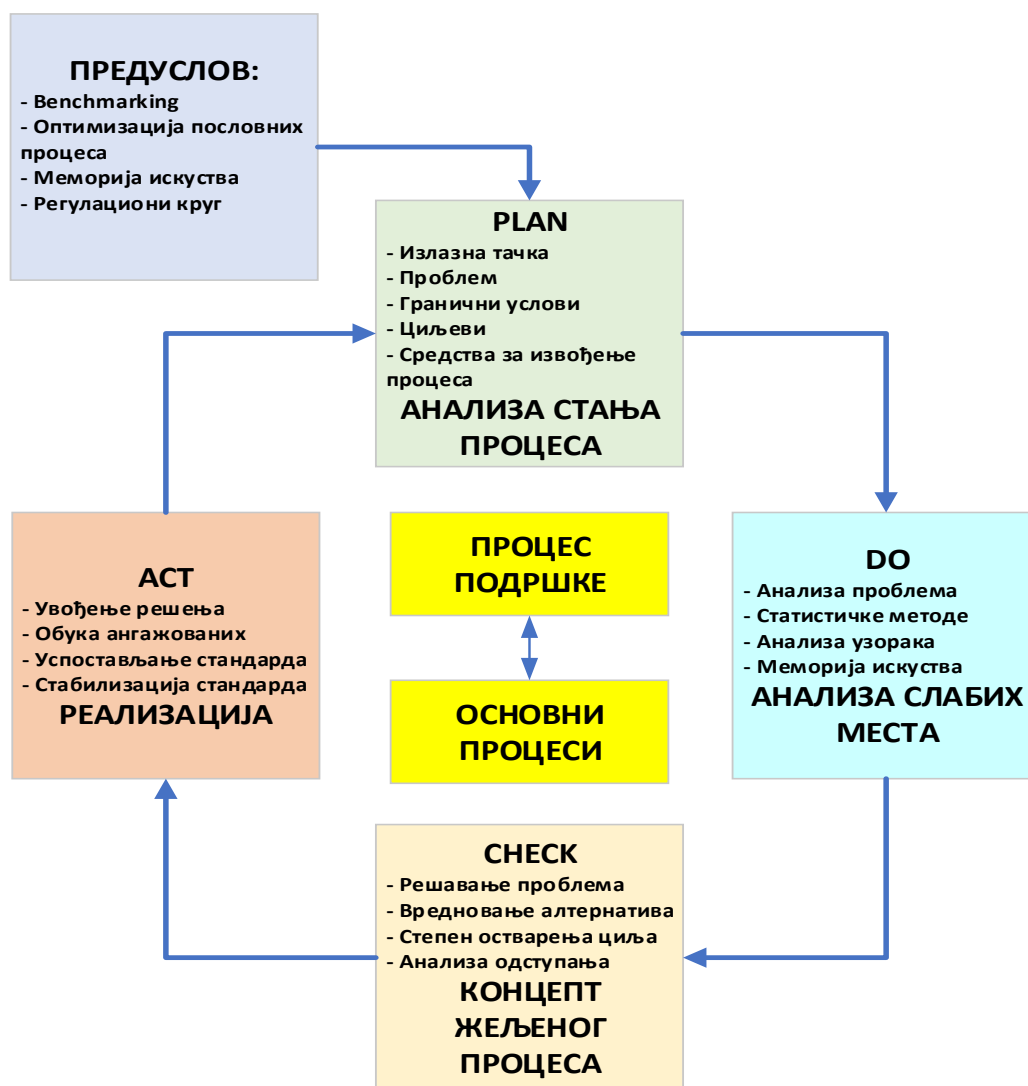 ПРЕДУСЛОВ:
- Benchmarking
- Оптимизација пословних
процеса
- Меморија искуства
- Регулациони круг
PLAN
- Излазна тачка
- Проблем
- Гранични услови
- Циљеви
- Средства за извођење
процеса
АНАЛИЗА СТАЊА
ПРОЦЕСА
ACT
- Увођење решења
- Обука ангажованих
- Успостављање стандарда
- Стабилизација стандарда
РЕАЛИЗАЦИЈА
ПРОЦЕС
ПОДРШКЕ
ОСНОВНИ
ПРОЦЕСИ
DO
- Анализа проблема
- Статистичке методе
- Анализа узорака
- Меморија искуства
АНАЛИЗА СЛАБИХ
МЕСТА
CHECK
- Решавање проблема
- Вредновање алтернатива
- Степен остварења циља
- Анализа одступања
КОНЦЕПТ
ЖЕЉЕНОГ
ПРОЦЕСА